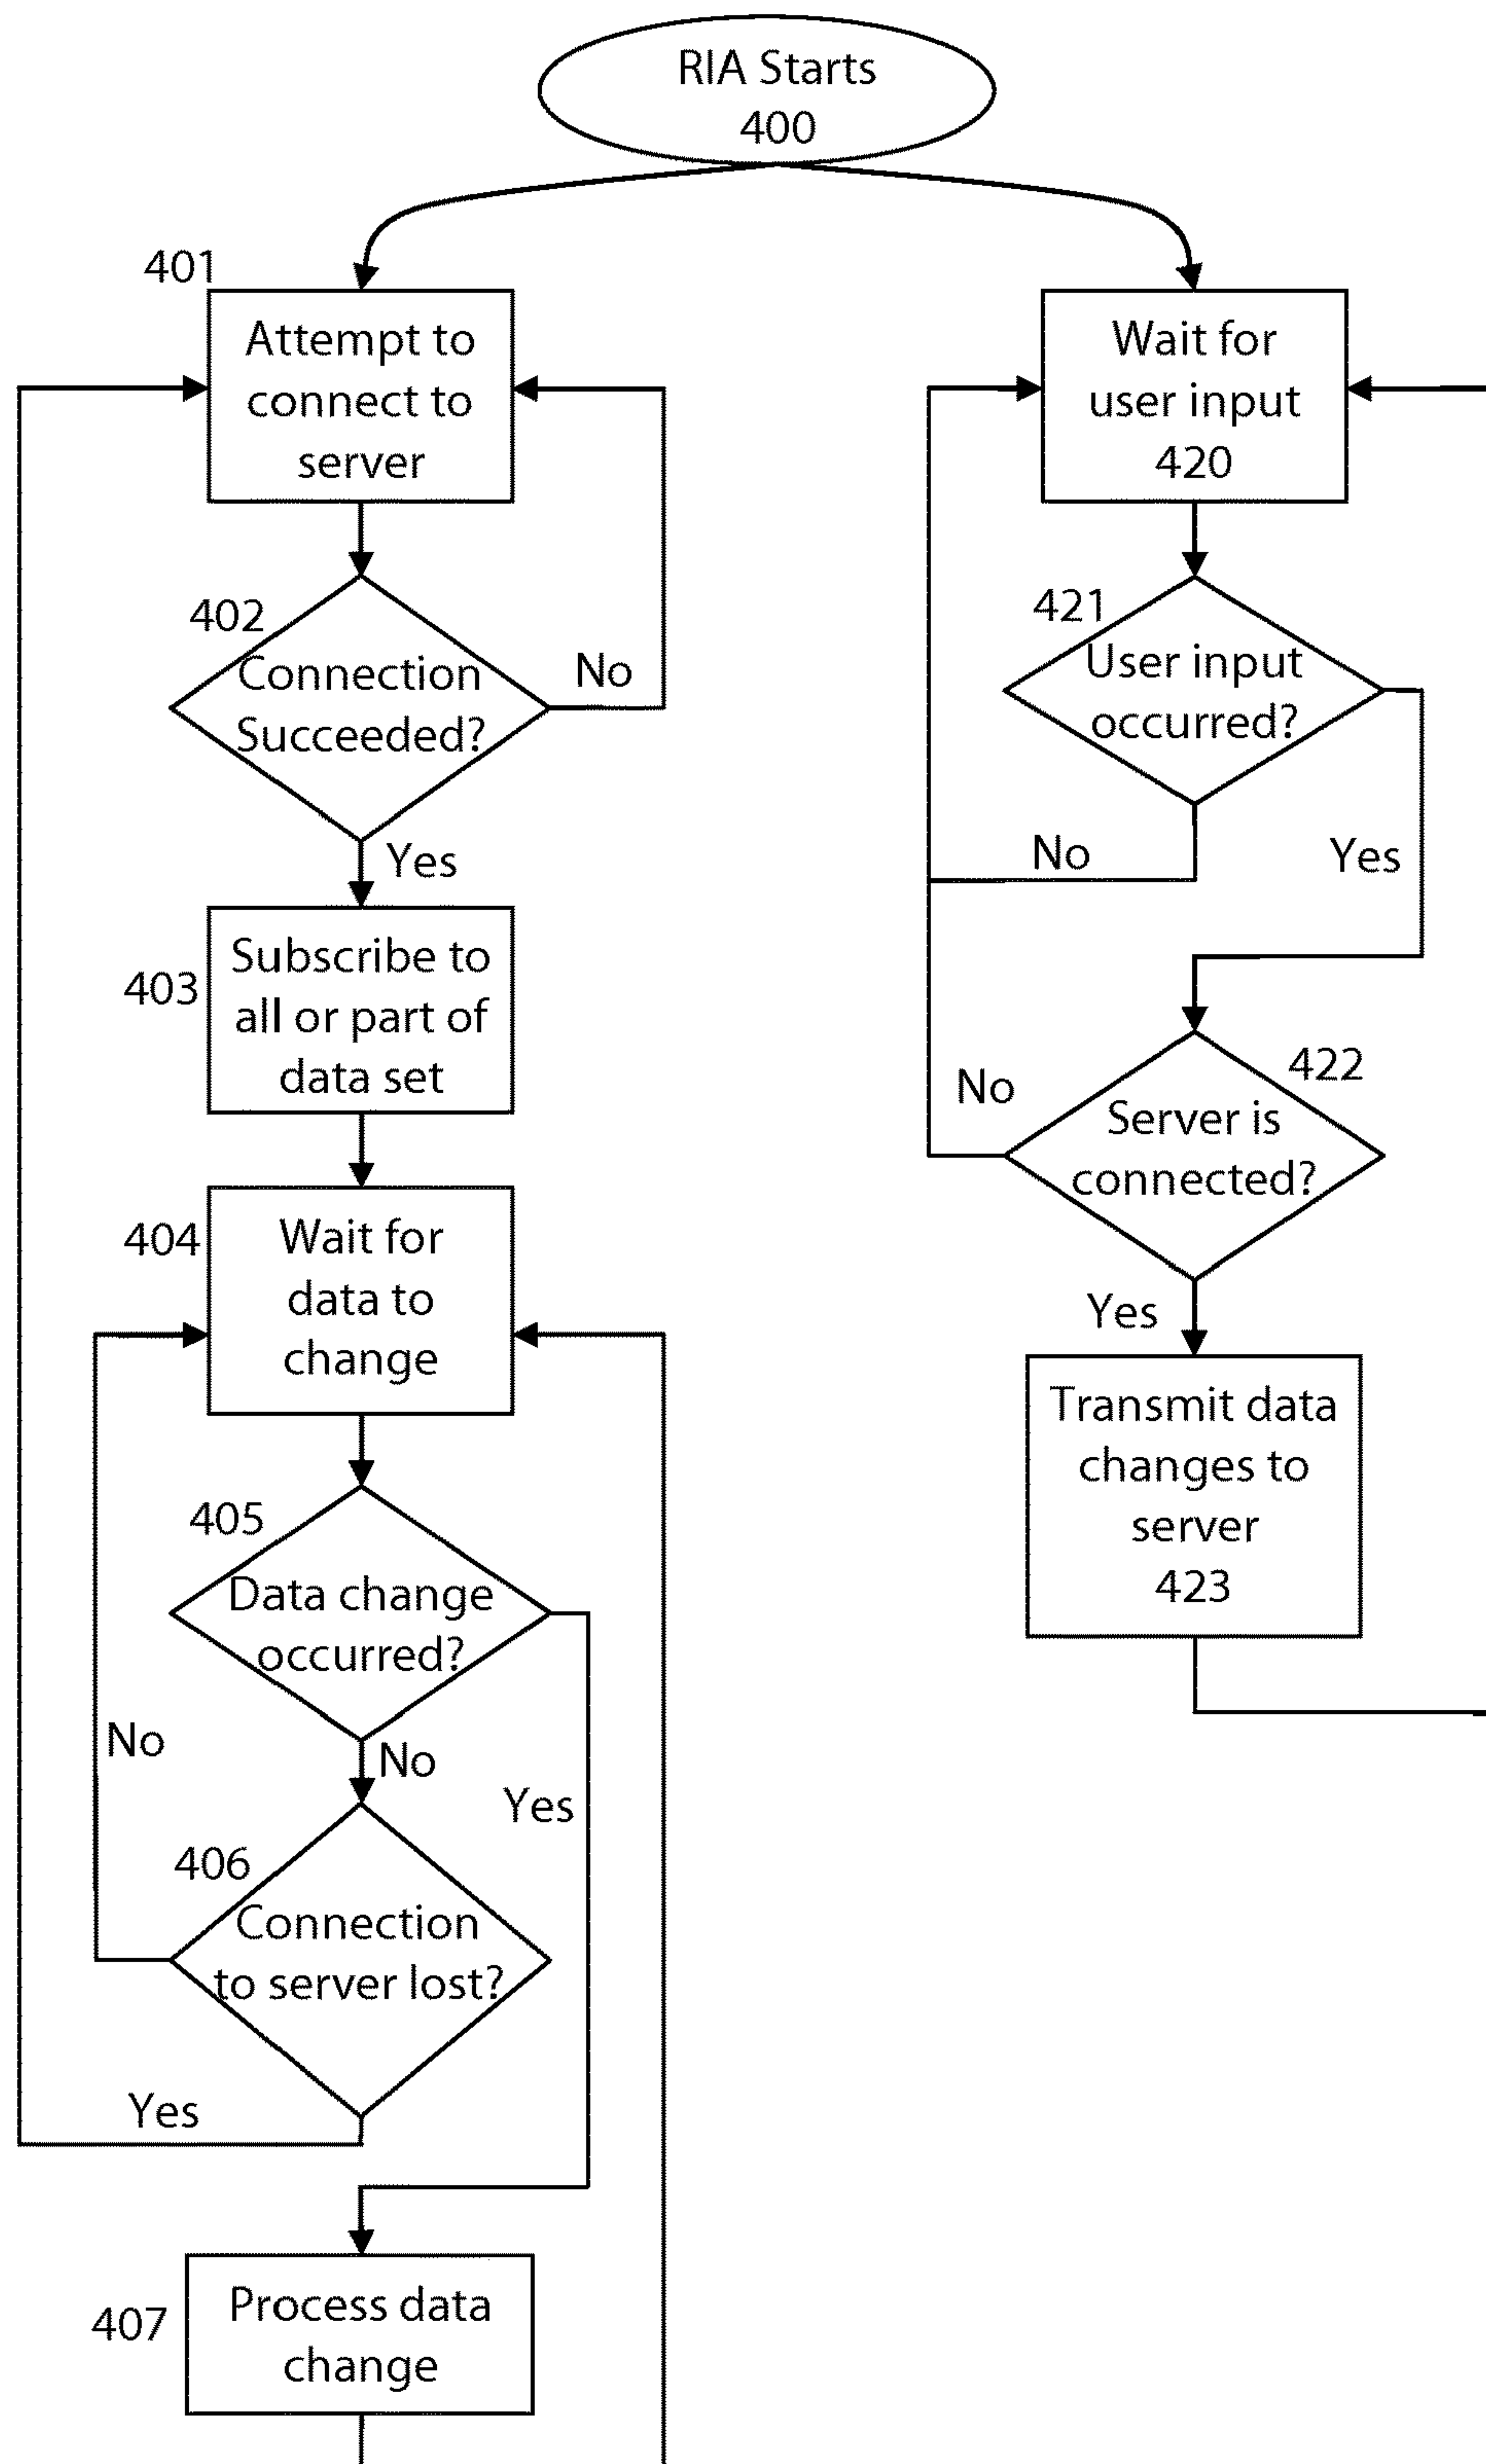 RIA Starts
400
401
Attempt to
connect to
server
402
Connection
Succeeded?
No
Yes
403
Subscribe to
all or part of
data set
404
Wait for
data to
change
405
Data change
occurred?
No
No
Yes
406
Connection
to server lost?
Yes
407
Process data
change
Wait for
user input
420
421
User input
occurred?
No
Yes
422
No
Server is
connected?
Yes
Transmit data
changes to
server
423